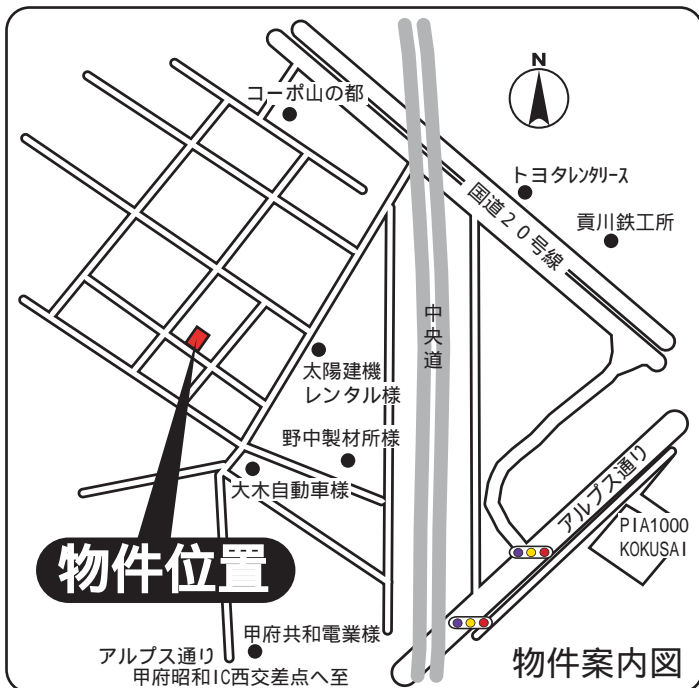 コーポ山の都
N
トヨタレンタリース
国道20号線
貢川鉄工所
中央道
太陽建機
レンタル様
野中製材所様
大木自動車様
アルプス通り
PIA1000
KOKUSAI
物件位置
甲府共和電業様
アルプス通り
甲府昭和IC西交差点へ至
物件案内図